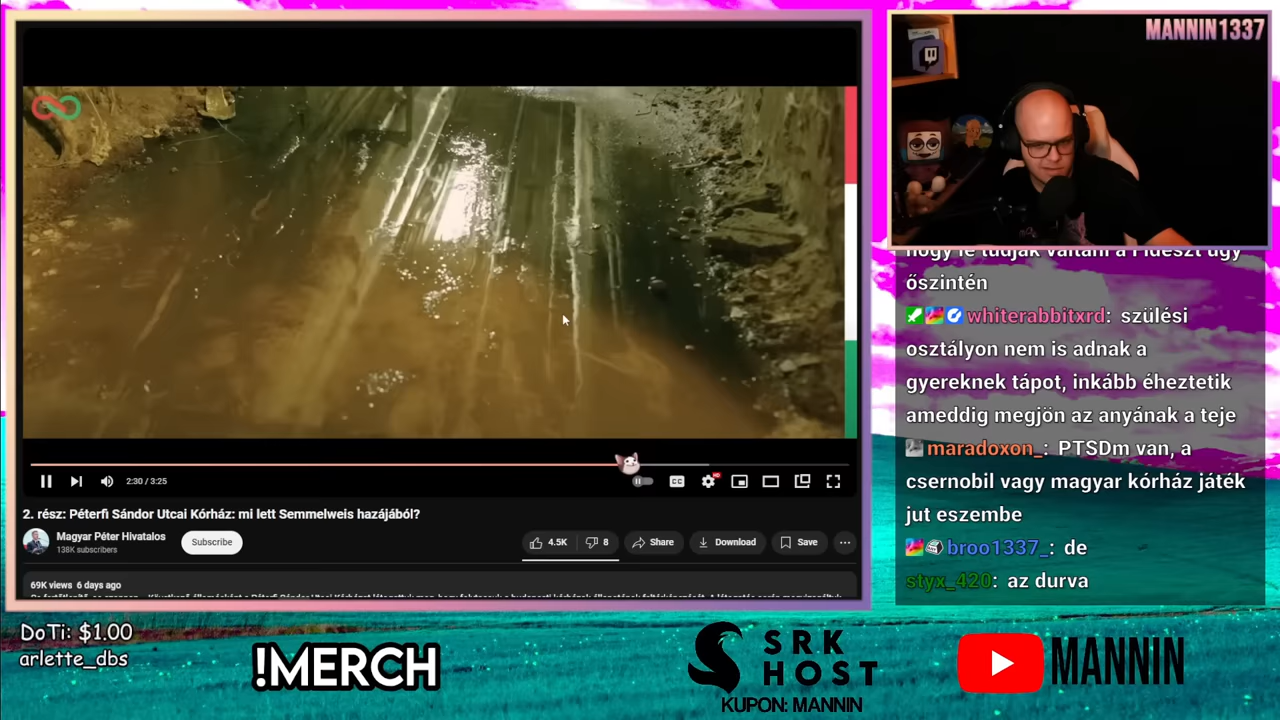 MANNIN1337
őszintén
whiterabbitxrd: szülési
osztályon nem is adnak a
gyereknek tápot, inkább éheztetik
ameddig megjön az anyának a teje
maradoxon_: PTSDm van, a
csernobil vagy magyar kórház játék
jut eszembe
broo1337_: de
styx_420: az durva
2:30 / 3:25
CC
HD
2. rész: Péterfi Sándor Utcai Kórház: mi lett Semmelweis hazájából?
Magyar Péter Hivatalos
138K subscribers
Subscribe
4.5K
8
Share
Download
Save
69K views 6 days ago
DoTi: $1.00
arlette_dbs
!MERCH
SRK
HOST
KUPON: MANNIN
MANNIN